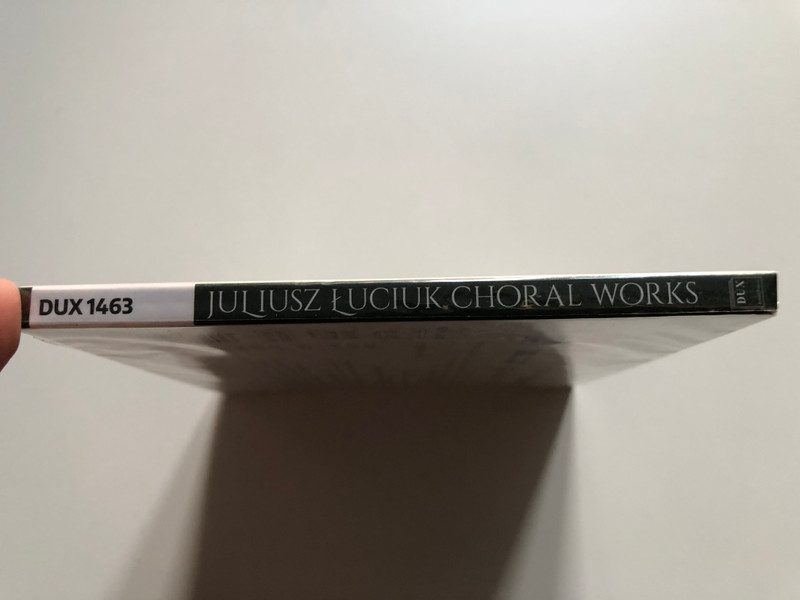 DUX 1463
JULIUSZ ŁUCIUK CHORAL WORKS
DUX